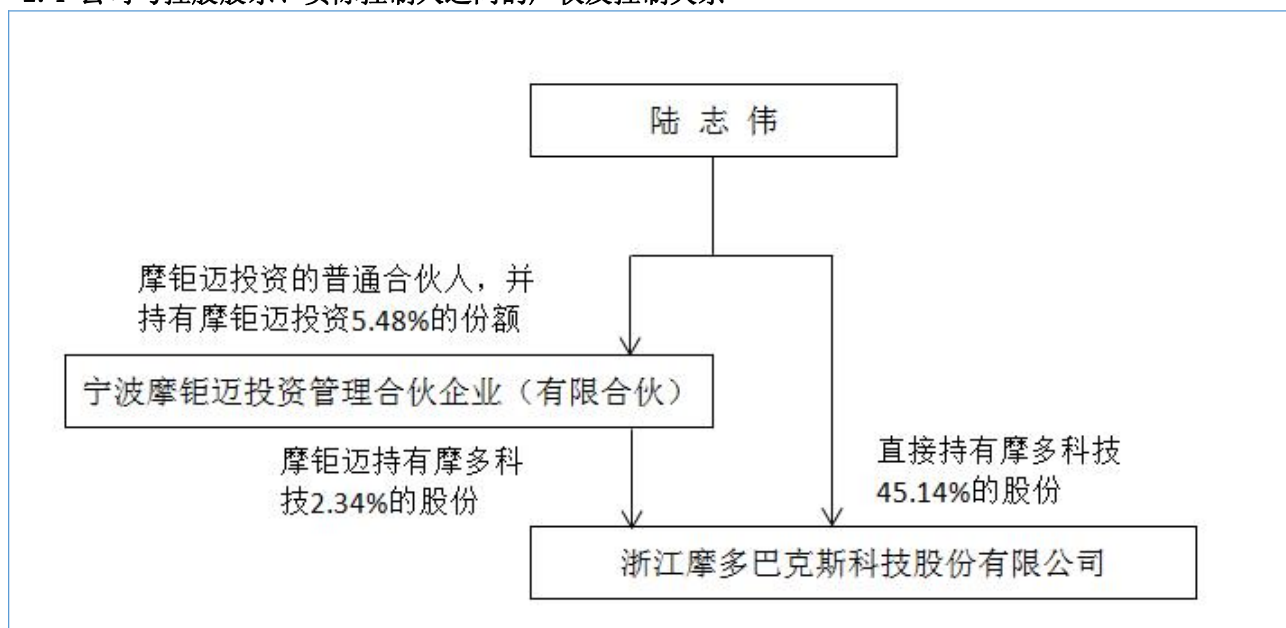 陆 志 伟
摩钜迈投资的普通合伙人，并
持有摩钜迈投资5.48%的份额
宁波摩钜迈投资管理合伙企业（有限合伙）
摩钜迈持有摩多科
技2.34%的股份
直接持有摩多科技
45.14%的股份
浙江摩多巴克斯科技股份有限公司